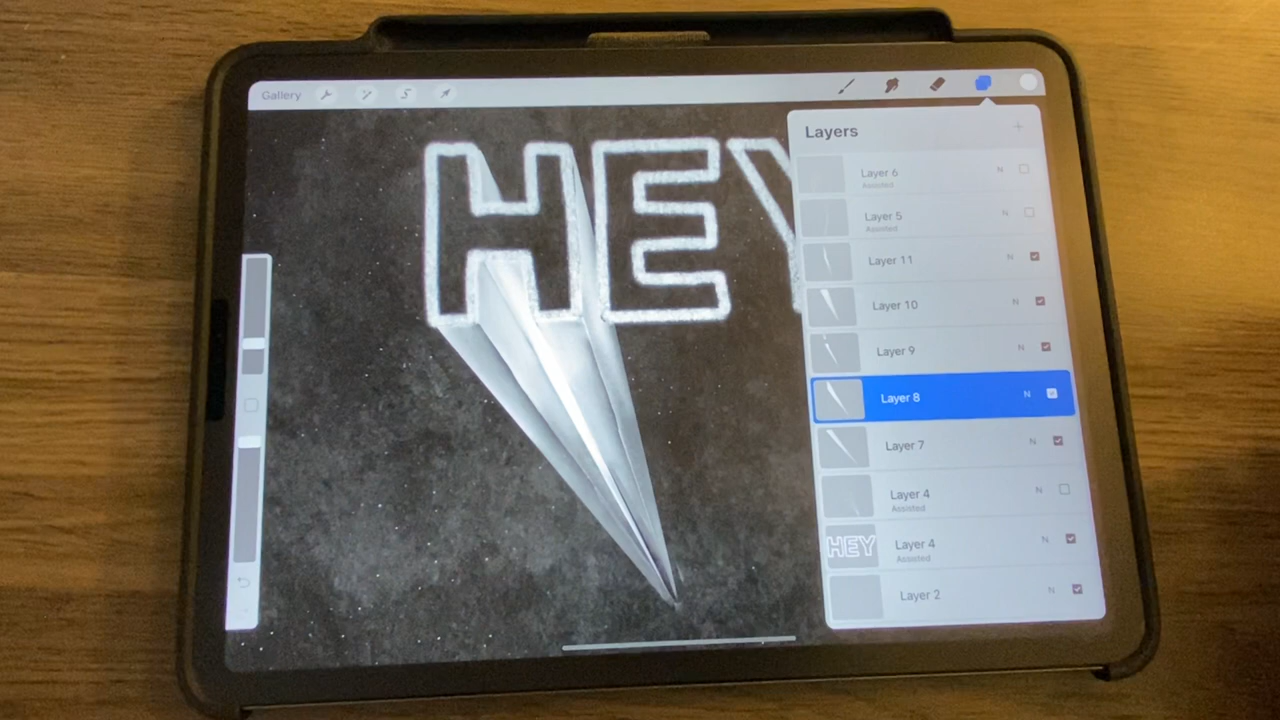 Gallery
HEY
Layers
Layer 6
Assisted
N
Layer 5
Assisted
N
Layer 11
N
Layer 10
N
Layer 9
N
Layer 8
N
Layer 7
N
Layer 4
Assisted
N
HEY
Layer 4
Assisted
N
Layer 2
N